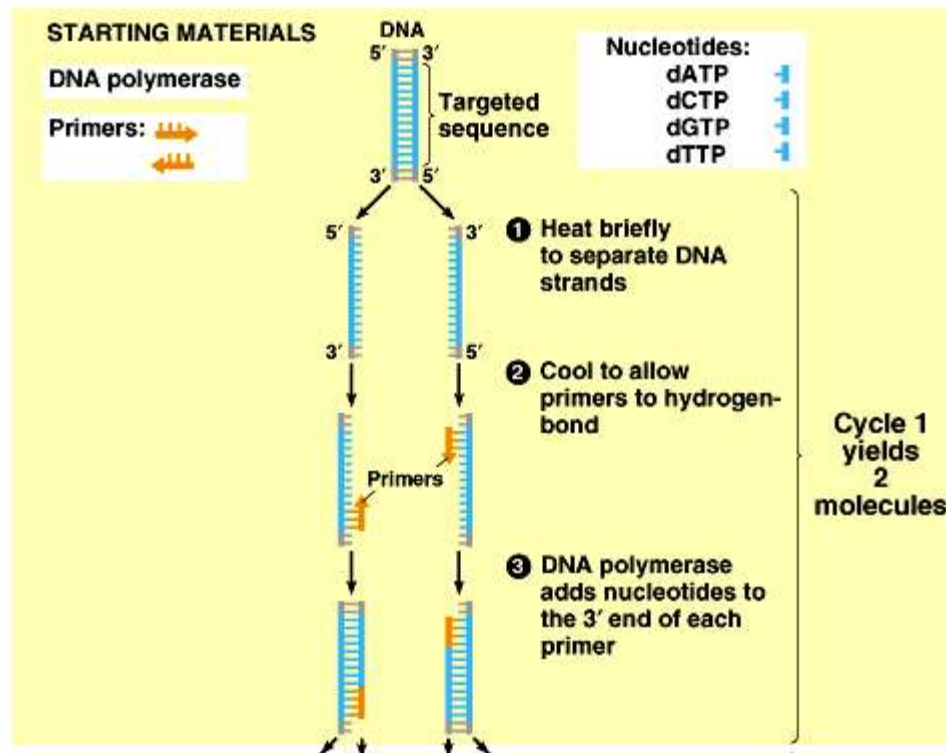 STARTING MATERIALS
DNA polymerase
Primers:
DNA
5′ 3′
Targeted
sequence
3′ 5′
Nucleotides:
dATP
dCTP
dGTP
dTTP
5′ 3′
3′ 5′
1 Heat briefly
to separate DNA
strands
2 Cool to allow
primers to hydrogen-
bond
Primers
3 DNA polymerase
adds nucleotides to
the 3′ end of each
primer
Cycle 1
yields
2
molecules